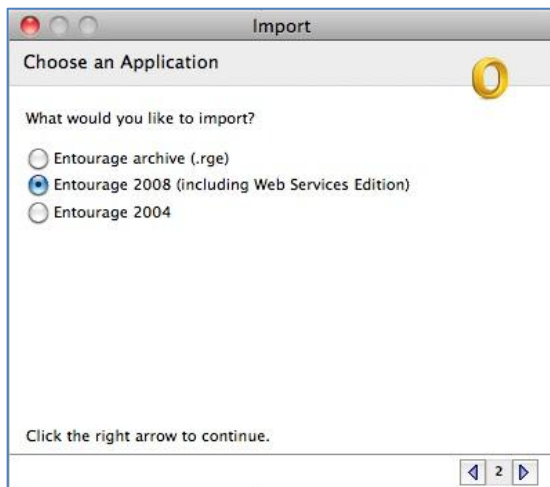 Import
Choose an Application
What would you like to import?
Entourage archive (.rge)
Entourage 2008 (including Web Services Edition)
Entourage 2004
Click the right arrow to continue.
2